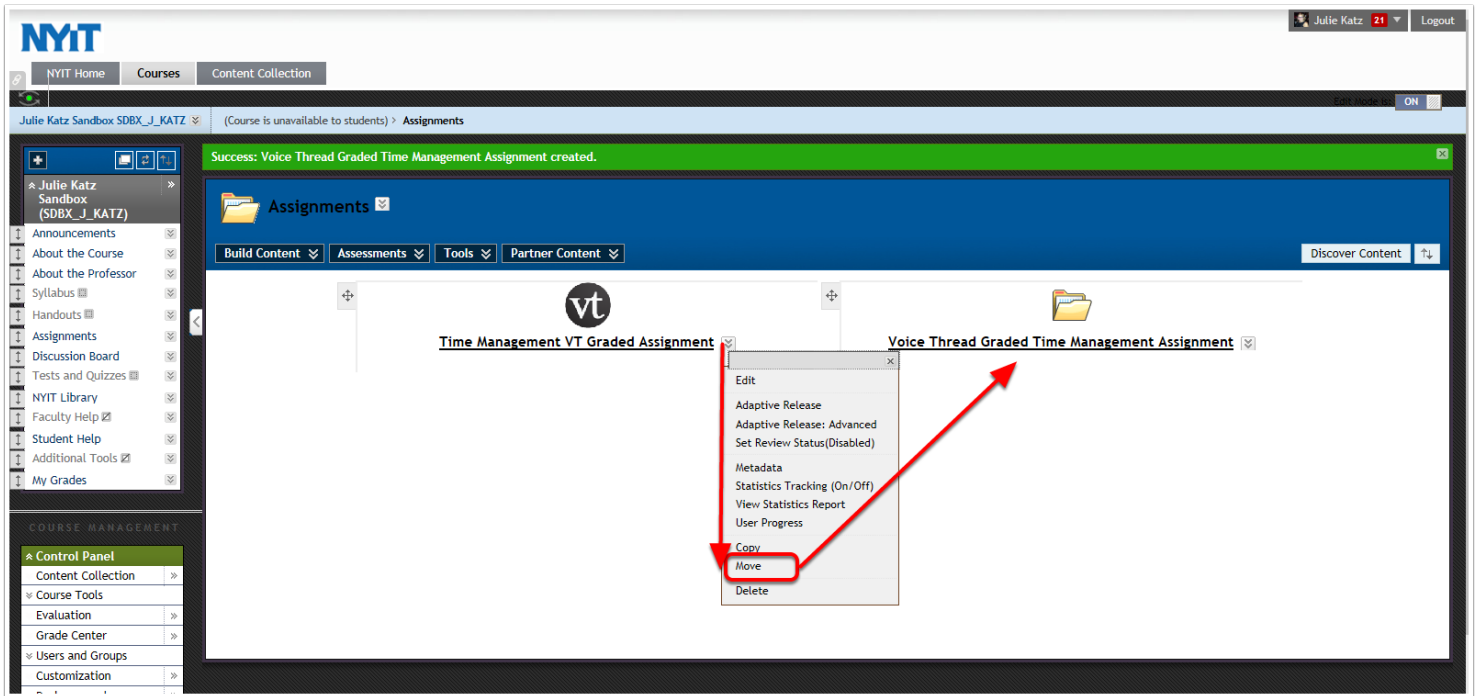 Julie Katz 21
Logout
NYiT
NYIT Home
Courses
Content Collection
Edit Mode is:
ON
Julie Katz Sandbox SDBX_J_KATZ
(Course is unavailable to students) > Assignments
Success: Voice Thread Graded Time Management Assignment created.
Julie Katz
Sandbox
(SDBX_J_KATZ)
Announcements
About the Course
About the Professor
Syllabus
Handouts
Assignments
Discussion Board
Tests and Quizzes
NYIT Library
Faculty Help
Student Help
Additional Tools
My Grades
COURSE MANAGEMENT
Control Panel
Content Collection
Course Tools
Evaluation
Grade Center
Users and Groups
Customization
Assignments
Build Content
Assessments
Tools
Partner Content
Discover Content
vt
Time Management VT Graded Assignment
Voice Thread Graded Time Management Assignment
Edit
Adaptive Release
Adaptive Release: Advanced
Set Review Status(Disabled)
Metadata
Statistics Tracking (On/Off)
View Statistics Report
User Progress
Copy
Move
Delete